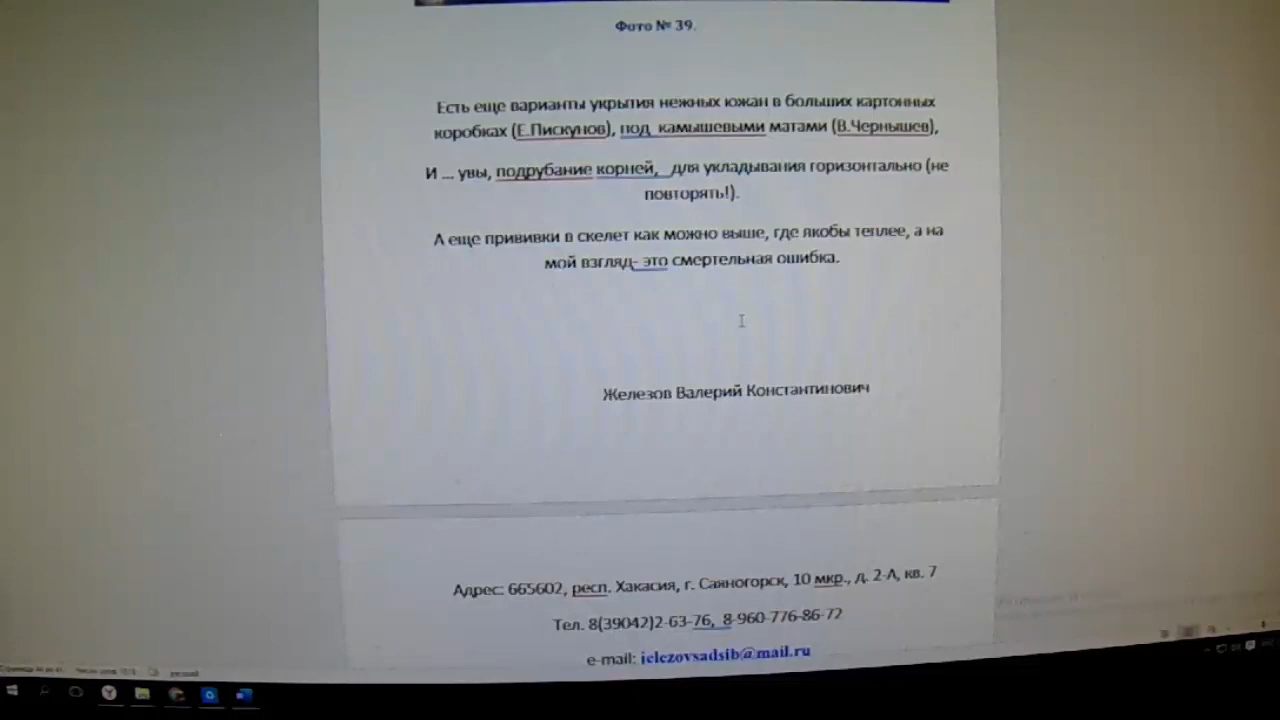 Фото № 39.
Есть еще варианты укрытия нежных южан в больших картонных
коробках (Е.Пискунов), под камышевыми матами (В.Чернышев),
И ... увы, подрубание корней, для укладывания горизонтально (не
повторять!).
А еще прививки в скелет как можно выше, где якобы теплее, а на
мой взгляд- это смертельная ошибка.
Железов Валерий Константинович
Адрес: 665602, респ. Хакасия, г. Саяногорск, 10 мкр., д. 2-Л, кв. 7
Тел. 8(39042)2-63-76, 8-960-776-86-72
e-mail: jelezovsadsib@mail.ru
русский